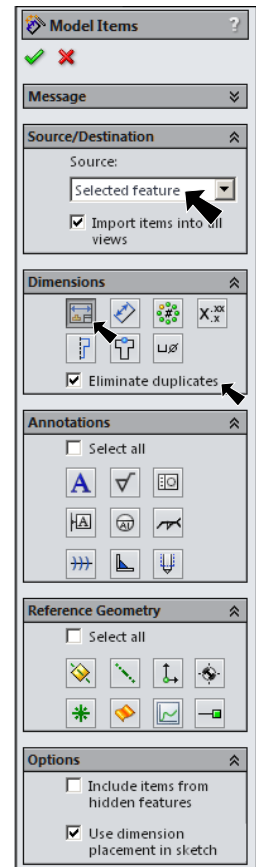 Model Items ?
Message
Source/Destination
Source:
Selected feature
Import items into all
views
Dimensions
#
X.xx
.x
Eliminate duplicates
Annotations
Select all
A
A
A1
Reference Geometry
Select all
Options
Include items from
hidden features
Use dimension
placement in sketch